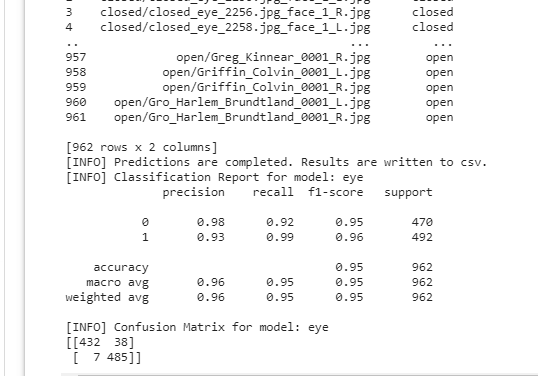 3 closed/closed_eye_2256.jpg_face_1_R.jpg closed
4 closed/closed_eye_2258.jpg_face_1_L.jpg closed
.. ... ...
957 open/Greg_Kinnear_0001_R.jpg open
958 open/Griffin_Colvin_0001_L.jpg open
959 open/Griffin_Colvin_0001_R.jpg open
960 open/Gro_Harlem_Brundtland_0001_L.jpg open
961 open/Gro_Harlem_Brundtland_0001_R.jpg open
[962 rows x 2 columns]
[INFO] Predictions are completed. Results are written to csv.
[INFO] Classification Report for model: eye
precision recall f1-score support
0 0.98 0.92 0.95 470
1 0.93 0.99 0.96 492
accuracy 0.95 962
macro avg 0.96 0.95 0.95 962
weighted avg 0.96 0.95 0.95 962
[INFO] Confusion Matrix for model: eye
[[432 38]
[ 7 485]]